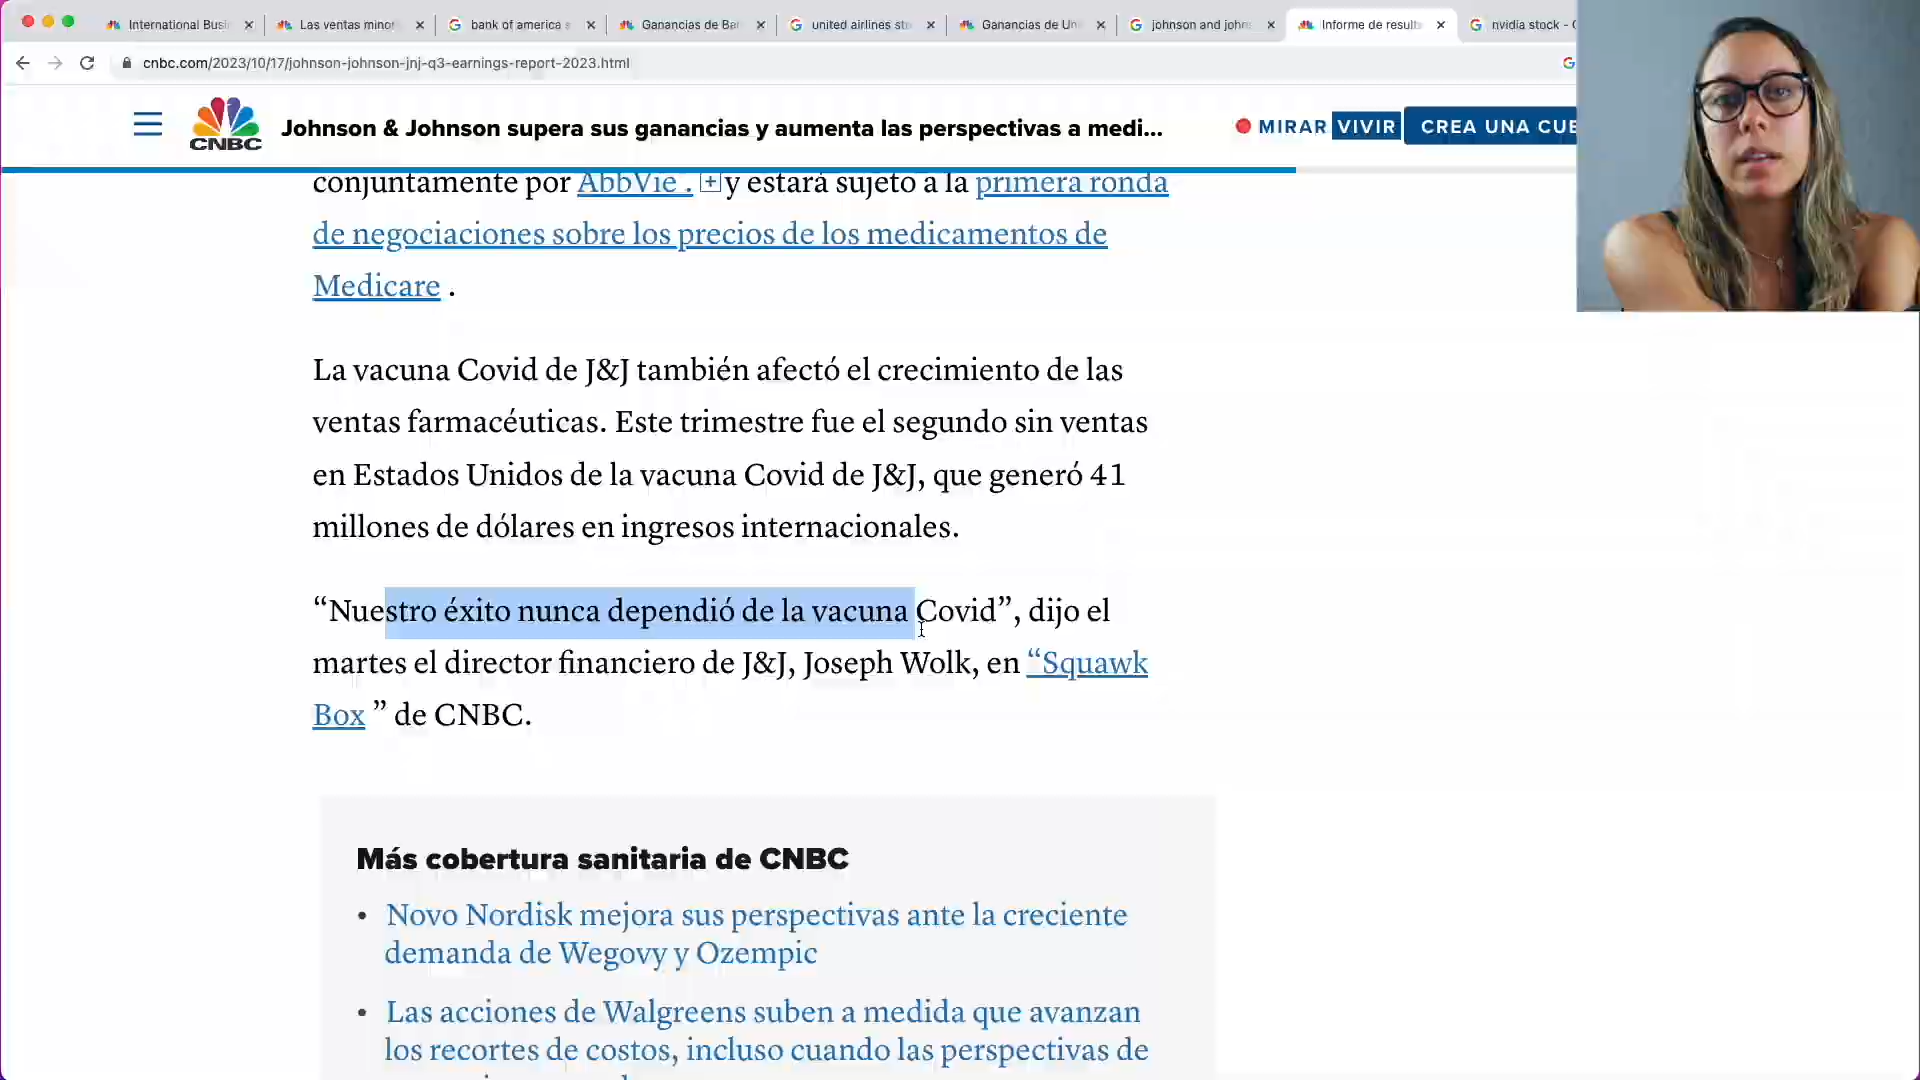 International Busi
Las ventas minor
bank of america s
Ganancias de Ban
united airlines sto
Ganancias de Un
johnson and john
Informe de result
nvidia stock - G
cnbc.com/2023/10/17/johnson-johnson-jnj-q3-earnings-report-2023.html
CNBC
Johnson & Johnson supera sus ganancias y aumenta las perspectivas a medi...
MIRAR VIVIR
CREA UNA CUE
conjuntamente por AbbVie . y estará sujeto a la primera ronda
de negociaciones sobre los precios de los medicamentos de
Medicare .
La vacuna Covid de J&J también afectó el crecimiento de las
ventas farmacéuticas. Este trimestre fue el segundo sin ventas
en Estados Unidos de la vacuna Covid de J&J, que generó 41
millones de dólares en ingresos internacionales.
“Nuestro éxito nunca dependió de la vacuna Covid”, dijo el
martes el director financiero de J&J, Joseph Wolk, en “Squawk
Box ” de CNBC.
Más cobertura sanitaria de CNBC
• Novo Nordisk mejora sus perspectivas ante la creciente
demanda de Wegovy y Ozempic
• Las acciones de Walgreens suben a medida que avanzan
los recortes de costos, incluso cuando las perspectivas de